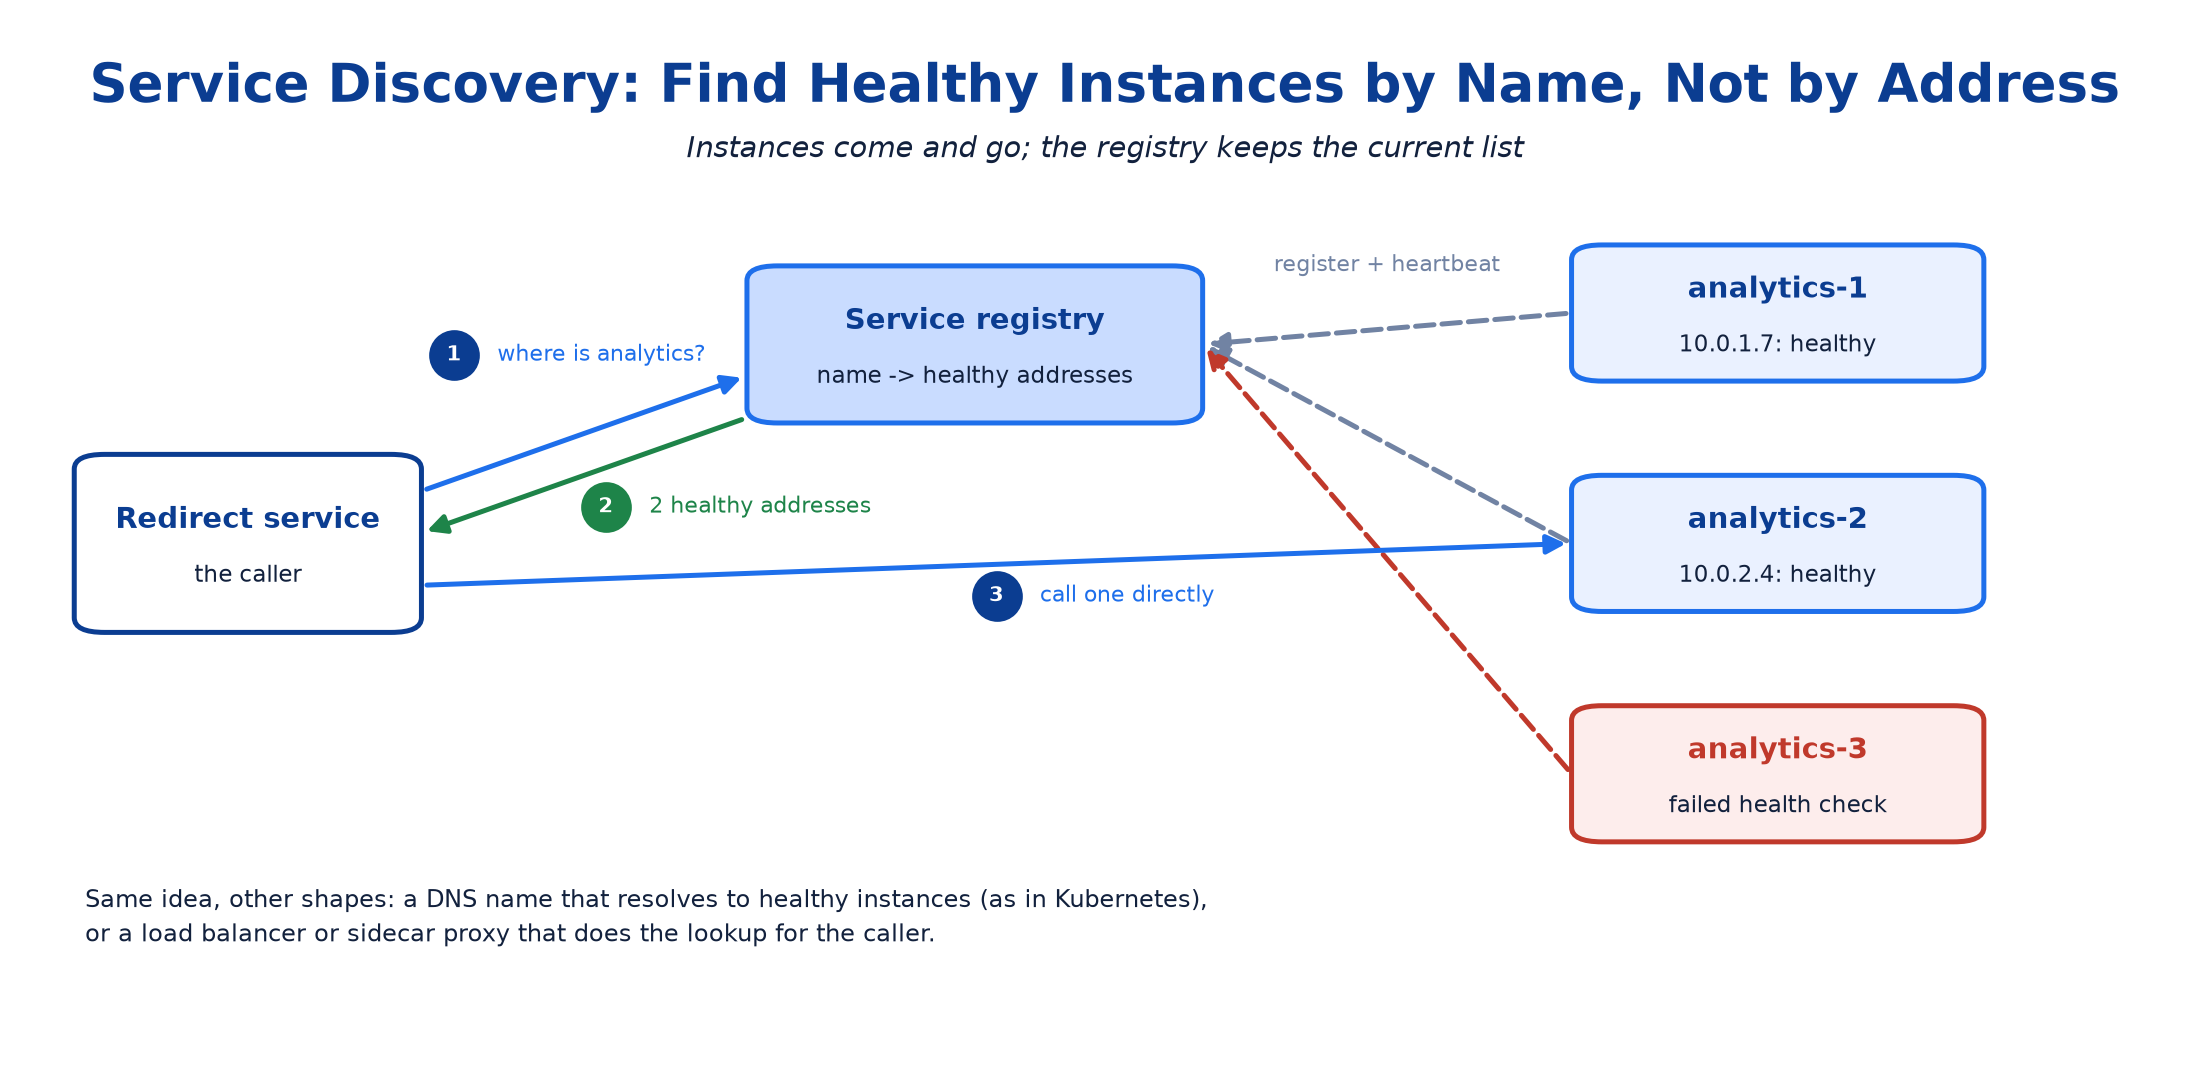 Service Discovery: Find Healthy Instances by Name, Not by Address
Instances come and go; the registry keeps the current list
register + heartbeat
analytics-1
10.0.1.7: healthy
Service registry
name -> healthy addresses
1
where is analytics?
Redirect service
the caller
2
2 healthy addresses
3
call one directly
analytics-2
10.0.2.4: healthy
analytics-3
failed health check
Same idea, other shapes: a DNS name that resolves to healthy instances (as in Kubernetes),
or a load balancer or sidecar proxy that does the lookup for the caller.